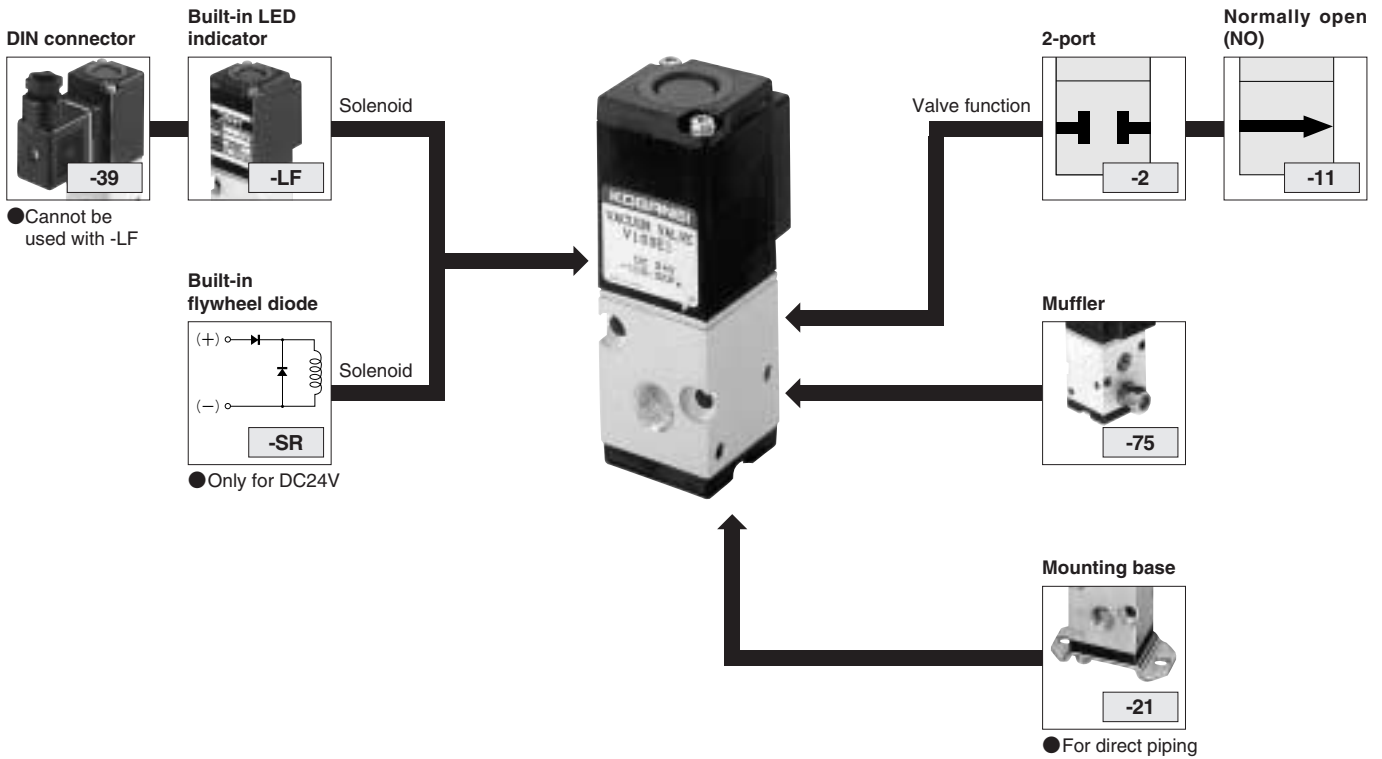 DIN connector
-39
●Cannot be
used with -LF
Built-in LED
indicator
-LF
Solenoid
Built-in
flywheel diode
(+)
(−)
-SR
Solenoid
●Only for DC24V
KOGANEI
VACUUM VALVE
2-port
Valve function
-2
Normally open
(NO)
-11
Muffler
-75
Mounting base
-21
●For direct piping